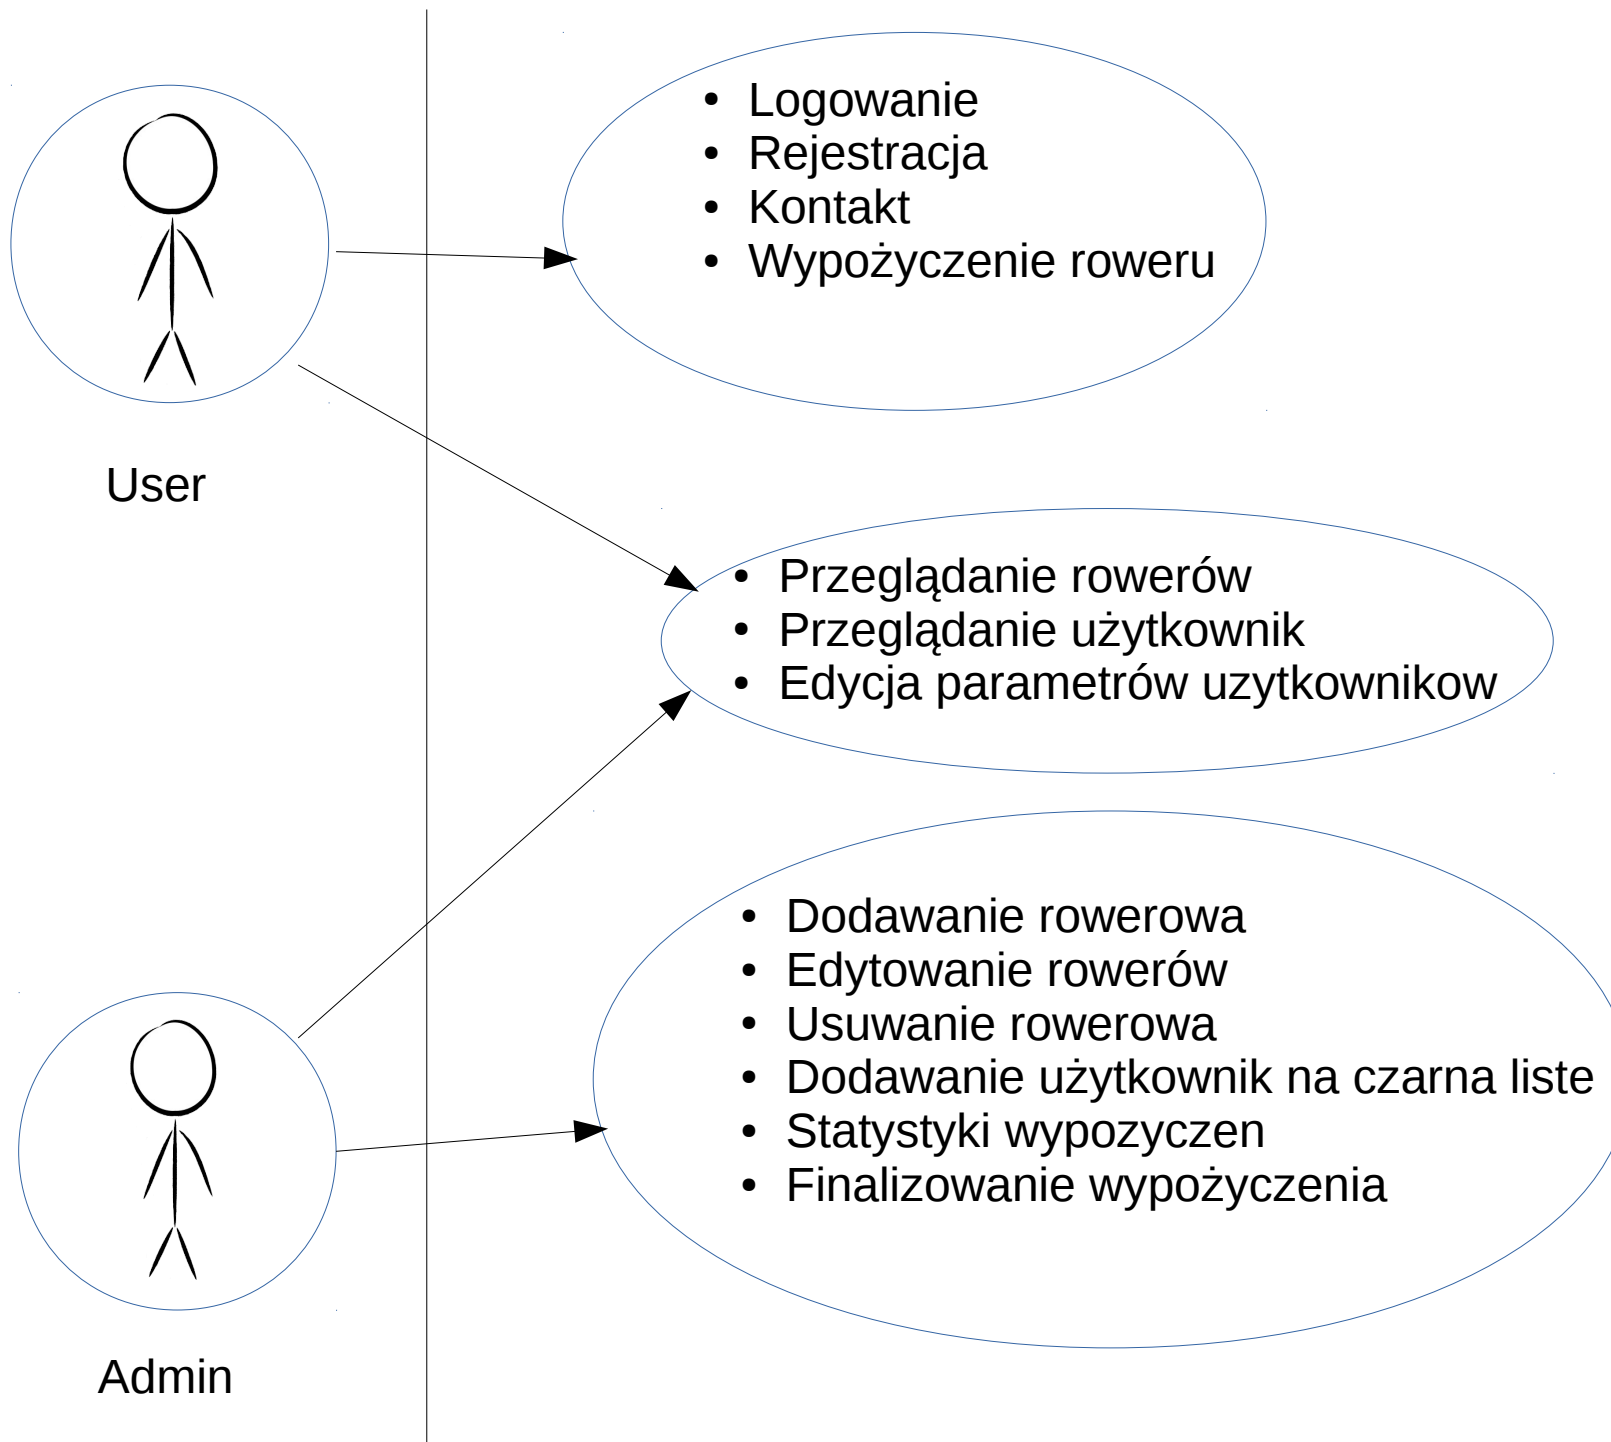 • Logowanie
• Rejestracja
• Kontakt
• Wypożyczenie roweru
User
• Przeglądanie rowerów
• Przeglądanie użytkownik
• Edycja parametrów uzytkownikow
• Dodawanie rowerowa
• Edytowanie rowerów
• Usuwanie rowerowa
• Dodawanie użytkownik na czarna liste
• Statystyki wypozyczen
• Finalizowanie wypożyczenia
Admin